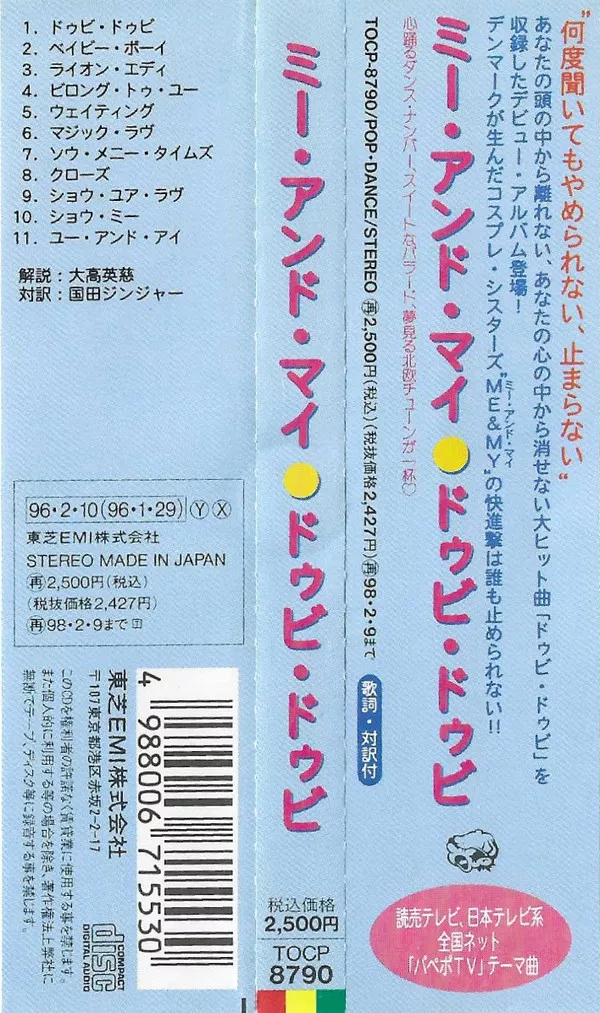 "何度聞いてもやめられない、止まらない"
あなたの頭の中から離れない、あなたの心の中から消せない大ヒット曲「ドゥビ・ドゥビ」を
収録したデビュー・アルバム登場!
デンマークが生んだコスプレ・シスターズ"ME&MY"の快進撃は誰も止められない!!
ミー・アンド・マイ
ミー・アンド・マイ●ドゥビ・ドゥビ
心踊るダンス・ナンバー、スイートなバラード、夢見る北欧チューンが一杯♡
TOCP-8790/POP・DANCE/STEREO 再2,500円(税込)(税抜価格2,427円)再98・2・9まで
歌詞・対訳付
読売テレビ、日本テレビ系
全国ネット
「パペポTV」テーマ曲
ミー・アンド・マイ●ドゥビ・ドゥビ
税込価格
2,500円
TOCP
8790
1. ドゥビ・ドゥビ
2. ベイビー・ボーイ
3. ライオン・エディ
4. ビロング・トゥ・ユー
5. ウェイティング
6. マジック・ラヴ
7. ソウ・メニー・タイムズ
8. クローズ
9. ショウ・ユア・ラヴ
10. ショウ・ミー
11. ユー・アンド・アイ
解説:大高英慈
対訳:国田ジンジャー
96・2・10(96・1・29) Y X
東芝EMI株式会社
STEREO MADE IN JAPAN
再2,500円(税込)
(税抜価格2,427円)
再98・2・9まで
4 988006 715530
東芝EMI株式会社
〒107東京都港区赤坂2-2-17
このCDを権利者の許諾なく賃貸業に使用する事を禁じます。
また個人的に利用する等の場合を除き、著作権法上弊社に
無断でテープ、ディスク等に録音する事を禁じます。
COMPACT
disc
DIGITAL AUDIO